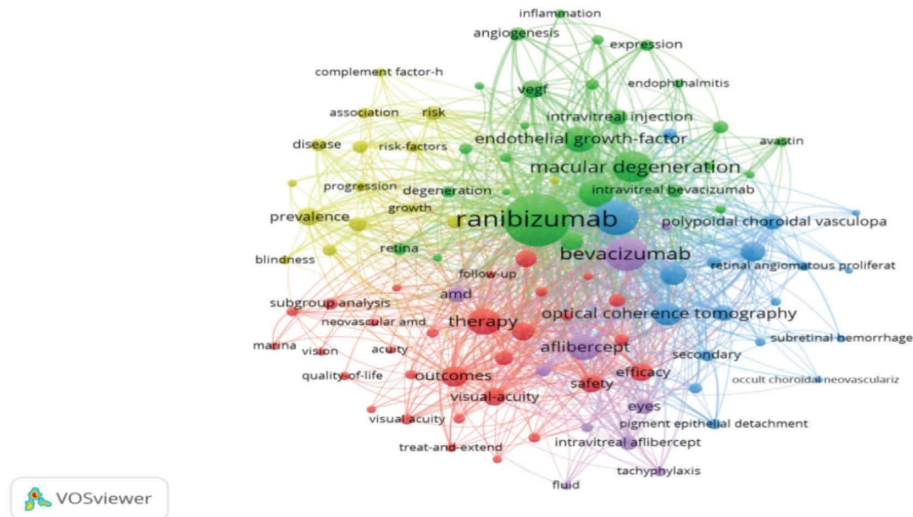 inflammation
angiogenesis
expression
complement factor-h
endophthalmitis
vegf
association
risk
intravitreal injection
endothelial growth-factor
avastin
disease
risk-factors
macular degeneration
progression
degeneration
intravitreal bevacizumab
growth
prevalence
ranibizumab
polypoidal choroidal vasculopa
retina
bevacizumab
blindness
retinal angiomatous proliferat
follow-up
amd
subgroup analysis
optical coherence tomography
neovascular amd
therapy
subretinal hemorrhage
marina
vision
acuity
aflibercept
secondary
quality-of-life
outcomes
efficacy
safety
occult choroidal neovasculariz
visual-acuity
eyes
visual acuity
pigment epithelial detachment
treat-and-extend
intravitreal aflibercept
tachyphylaxis
fluid
VOSviewer